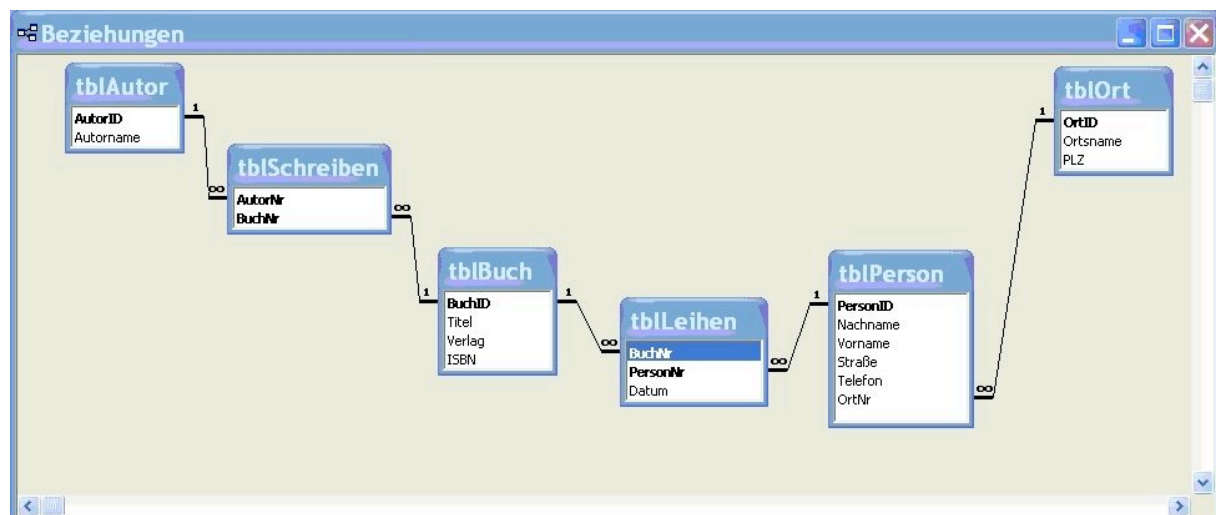 Beziehungen
tblAutor
AutorID
Autorname
1
∞
tblSchreiben
AutorNr
BuchNr
∞
1
tblBuch
BuchID
Titel
Verlag
ISBN
1
∞
tblLeihen
BuchNr
PersonNr
Datum
∞
1
tblPerson
PersonID
Nachname
Vorname
Straße
Telefon
OrtNr
∞
1
tblOrt
OrtID
Ortsname
PLZ